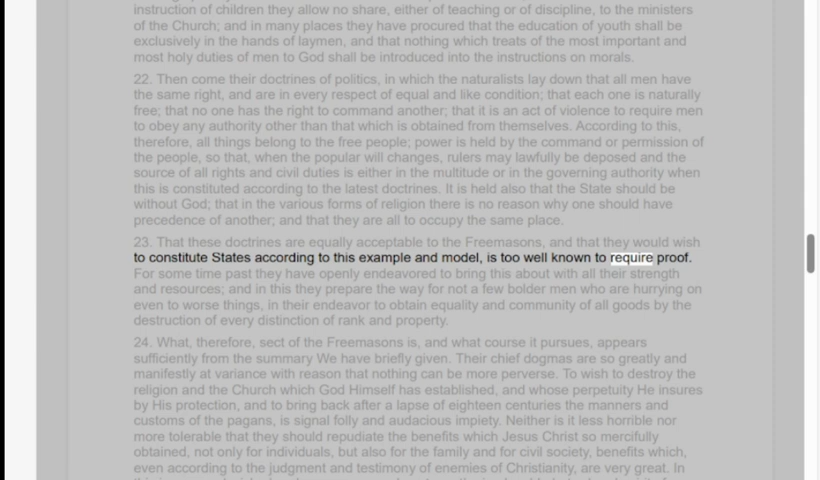 instruction of children they allow no share, either of teaching or of discipline, to the ministers
of the Church; and in many places they have procured that the education of youth shall be
exclusively in the hands of laymen, and that nothing which treats of the most important and
most holy duties of men to God shall be introduced into the instructions on morals.
22. Then come their doctrines of politics, in which the naturalists lay down that all men have
the same right, and are in every respect of equal and like condition; that each one is naturally
free; that no one has the right to command another; that it is an act of violence to require men
to obey any authority other than that which is obtained from themselves. According to this,
therefore, all things belong to the free people; power is held by the command or permission of
the people, so that, when the popular will changes, rulers may lawfully be deposed and the
source of all rights and civil duties is either in the multitude or in the governing authority when
this is constituted according to the latest doctrines. It is held also that the State should be
without God; that in the various forms of religion there is no reason why one should have
precedence of another; and that they are all to occupy the same place.
23. That these doctrines are equally acceptable to the Freemasons, and that they would wish
to constitute States according to this example and model, is too well known to require proof.
For some time past they have openly endeavored to bring this about with all their strength
and resources; and in this they prepare the way for not a few bolder men who are hurrying on
even to worse things, in their endeavor to obtain equality and community of all goods by the
destruction of every distinction of rank and property.
24. What, therefore, sect of the Freemasons is, and what course it pursues, appears
sufficiently from the summary We have briefly given. Their chief dogmas are so greatly and
manifestly at variance with reason that nothing can be more perverse. To wish to destroy the
religion and the Church which God Himself has established, and whose perpetuity He insures
by His protection, and to bring back after a lapse of eighteen centuries the manners and
customs of the pagans, is signal folly and audacious impiety. Neither is it less horrible nor
more tolerable that they should repudiate the benefits which Jesus Christ so mercifully
obtained, not only for individuals, but also for the family and for civil society, benefits which,
even according to the judgment and testimony of enemies of Christianity, are very great. In